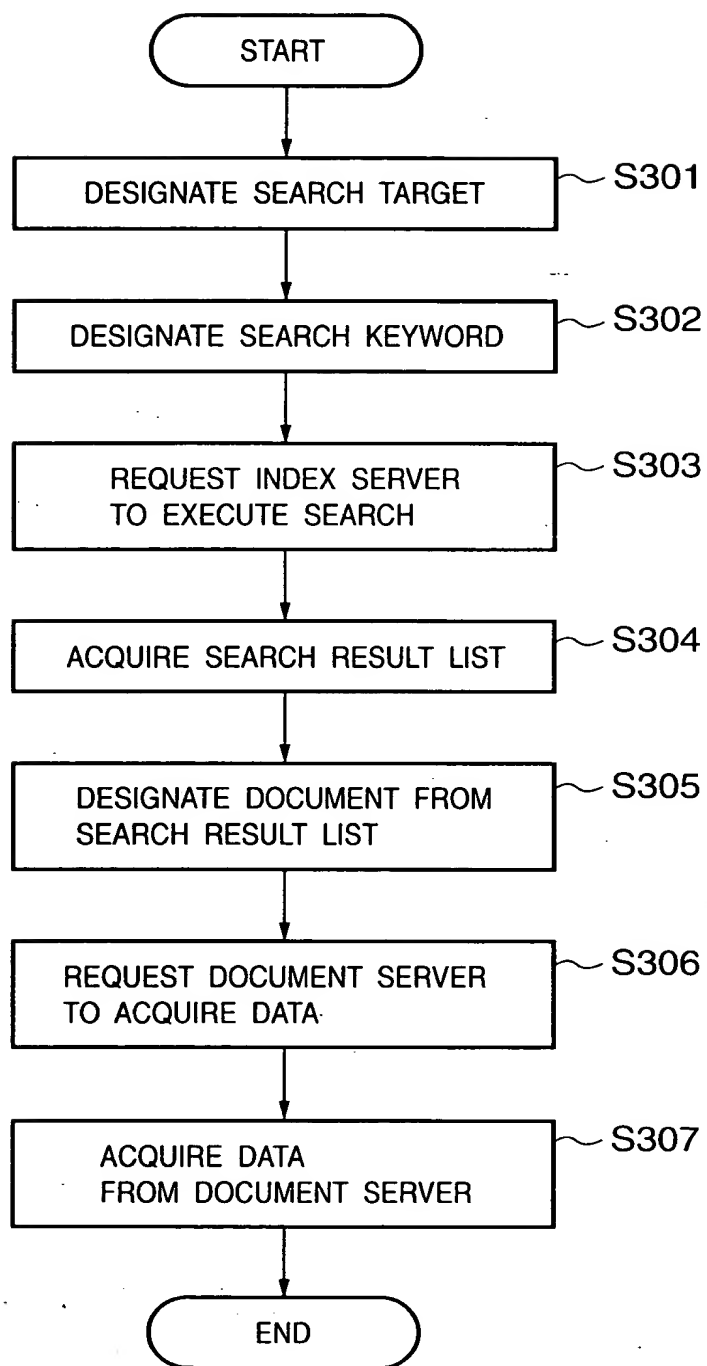 START
DESIGNATE SEARCH TARGET
S301
DESIGNATE SEARCH KEYWORD
S302
REQUEST INDEX SERVER
TO EXECUTE SEARCH
S303
ACQUIRE SEARCH RESULT LIST
S304
DESIGNATE DOCUMENT FROM
SEARCH RESULT LIST
S305
REQUEST DOCUMENT SERVER
TO ACQUIRE DATA
S306
ACQUIRE DATA
FROM DOCUMENT SERVER
S307
END